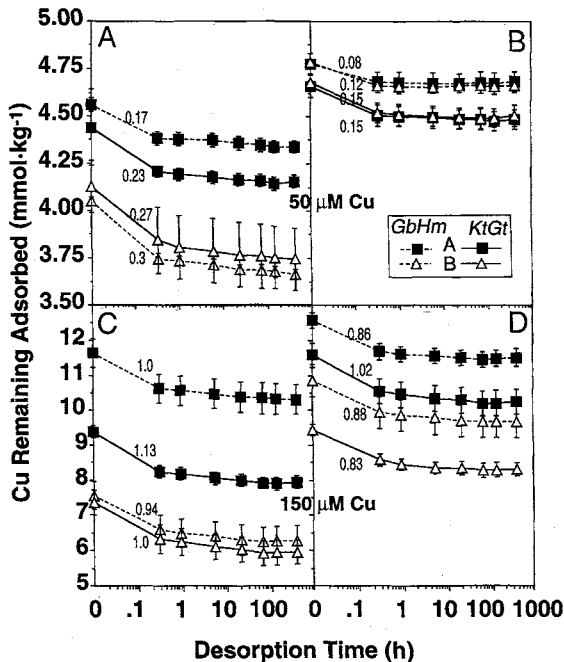 Cu Remaining Adsorbed (mmol·kg-1)
5.00
4.75
4.50
4.25
4.00
3.75
3.50
A
0.17
0.23
0.27
0.3
B
0.08
0.12
0.15
0.15
50 µM Cu
GbHm KtGt
A
B
12
11
10
9
8
7
6
5
C
1.0
1.13
0.94
1.0
D
0.86
1.02
0.88
0.83
150 µM Cu
0 .1 1 10 100 0 .1 1 10 100 1000
Desorption Time (h)